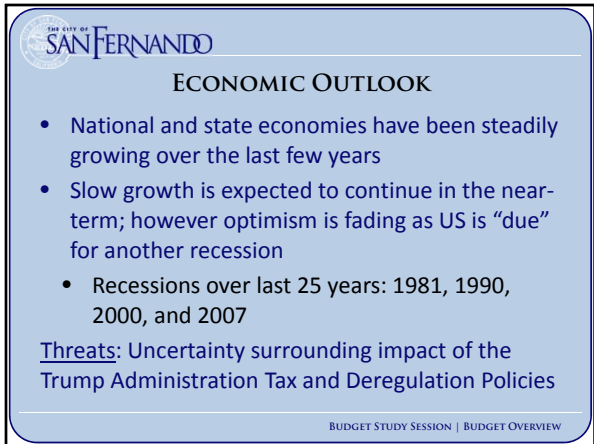 THE CITY OF
SAN FERNANDO
ECONOMIC OUTLOOK
• National and state economies have been steadily
growing over the last few years
• Slow growth is expected to continue in the near-
term; however optimism is fading as US is “due”
for another recession
• Recessions over last 25 years: 1981, 1990,
2000, and 2007
Threats: Uncertainty surrounding impact of the
Trump Administration Tax and Deregulation Policies
BUDGET STUDY SESSION | BUDGET OVERVIEW